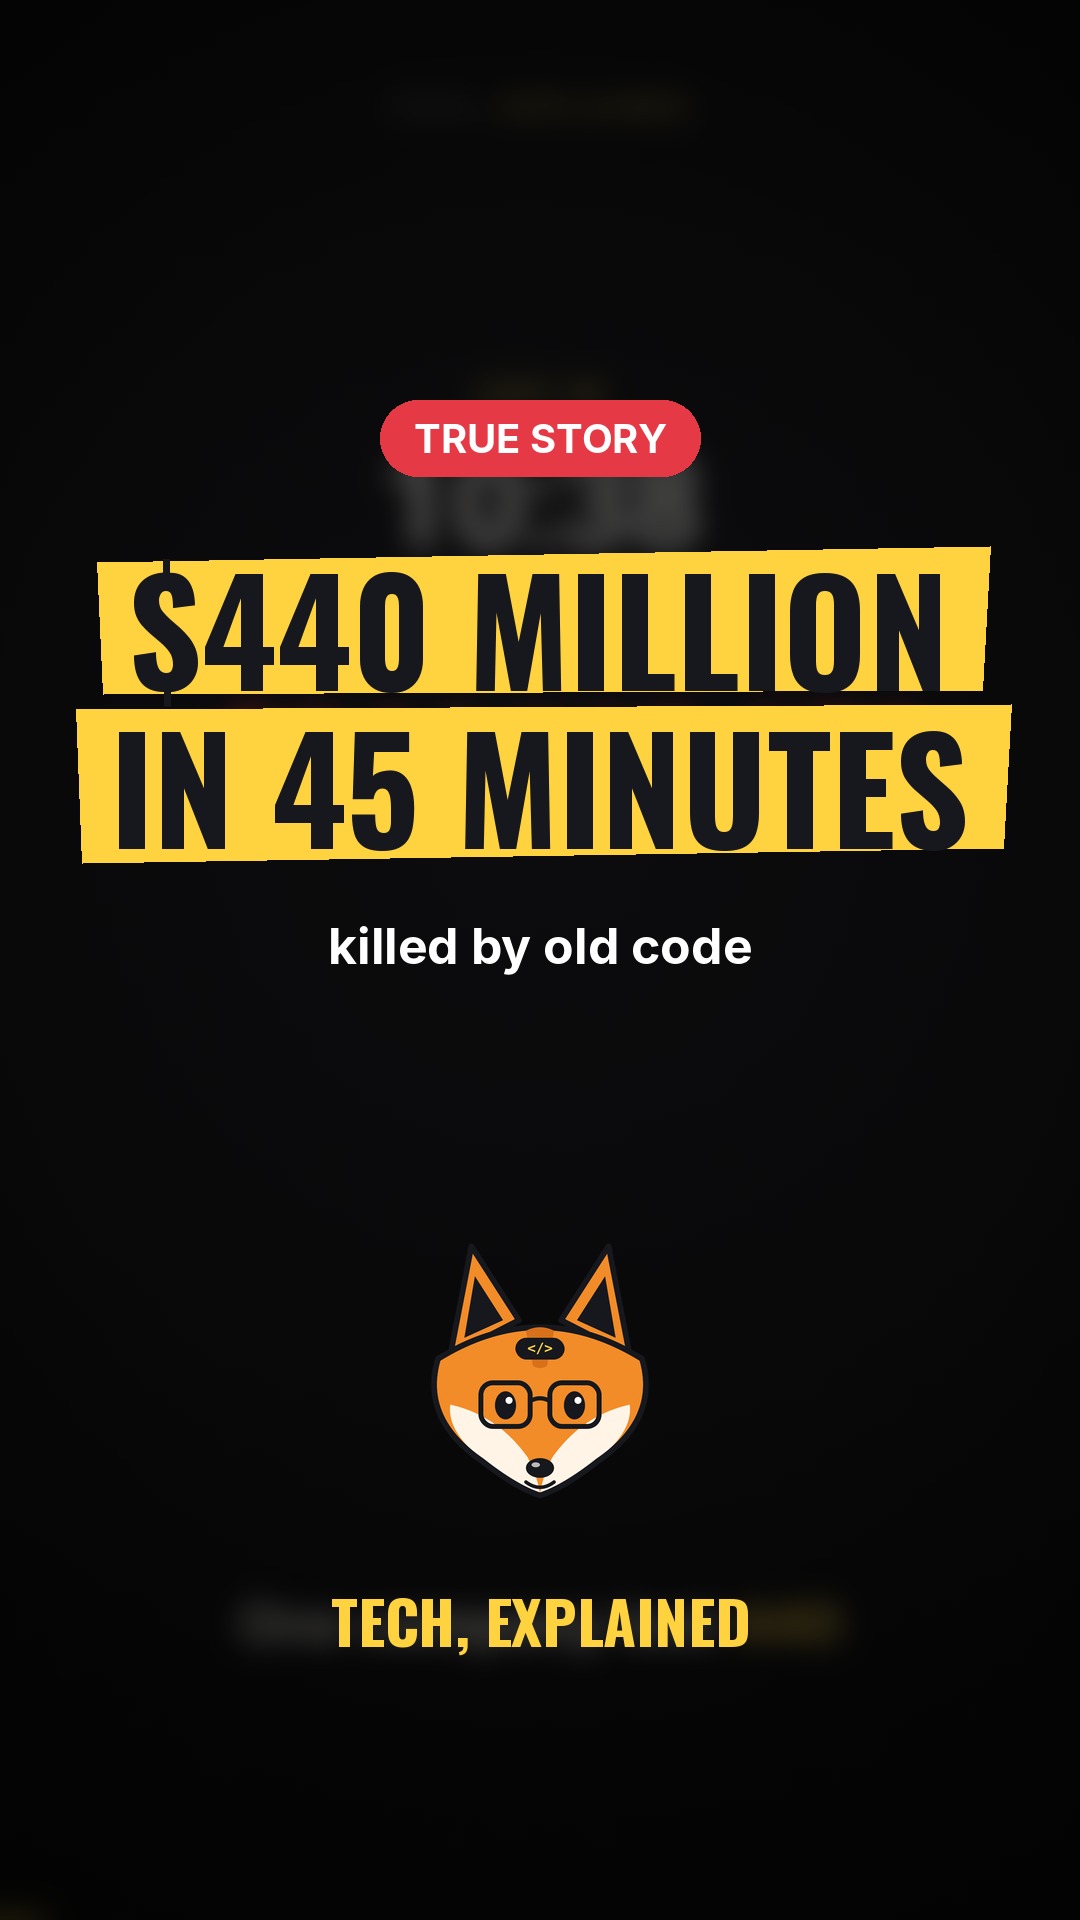 TRUE STORY
$440 MILLION
IN 45 MINUTES
killed by old code
</>
TECH, EXPLAINED